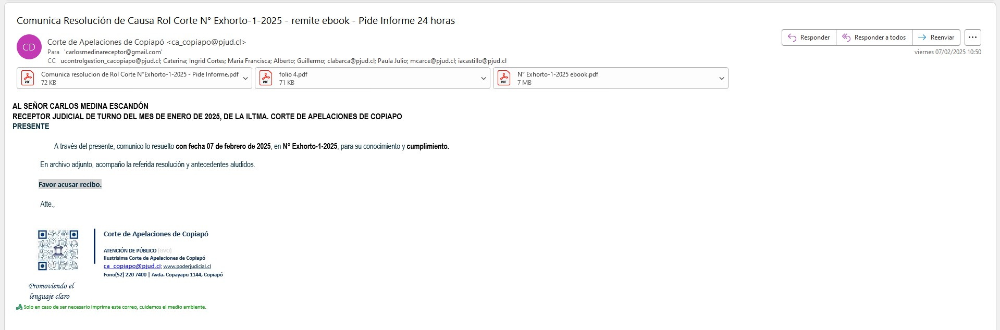 Comunica Resolución de Causa Rol Corte N° Exhorto-1-2025 - remite ebook - Pide Informe 24 horas
CD
Corte de Apelaciones de Copiapó <ca_copiapo@pjud.cl>
Para 'carlosmedinareceptor@gmail.com'
CC ucontrolgestion_cacopiapo@pjud.cl; Caterina; Ingrid Cortes; Maria Francisca; Alberto; Guillermo; clabarca@pjud.cl; Paula Julio; mcarce@pjud.cl; iacastillo@pjud.cl
Responder
Responder a todos
Reenviar
viernes 07/02/2025 10:50
PDF
Comunica resolucion de Rol Corte N°Exhorto-1-2025 - Pide Informe.pdf
72 KB
PDF
folio 4.pdf
71 KB
PDF
N° Exhorto-1-2025 ebook.pdf
7 MB
AL SEÑOR CARLOS MEDINA ESCANDÓN
RECEPTOR JUDICIAL DE TURNO DEL MES DE ENERO DE 2025, DE LA ILTMA. CORTE DE APELACIONES DE COPIAPO
PRESENTE
A través del presente, comunico lo resuelto con fecha 07 de febrero de 2025, en N° Exhorto-1-2025, para su conocimiento y cumplimiento.
En archivo adjunto, acompaño la referida resolución y antecedentes aludidos.
Favor acusar recibo.
Atte.,
Corte de Apelaciones de Copiapó
ATENCIÓN DE PÚBLICO (GVO)
Ilustrisima Corte de Apelaciones de Copiapó
ca_copiapo@pjud.cl; www.poderjudicial.cl
Fono(52) 220 7400 | Avda. Copayapu 1144, Copiapó
Promoviendo el
lenguaje claro
Solo en caso de ser necesario imprima este correo, cuidemos el medio ambiente.